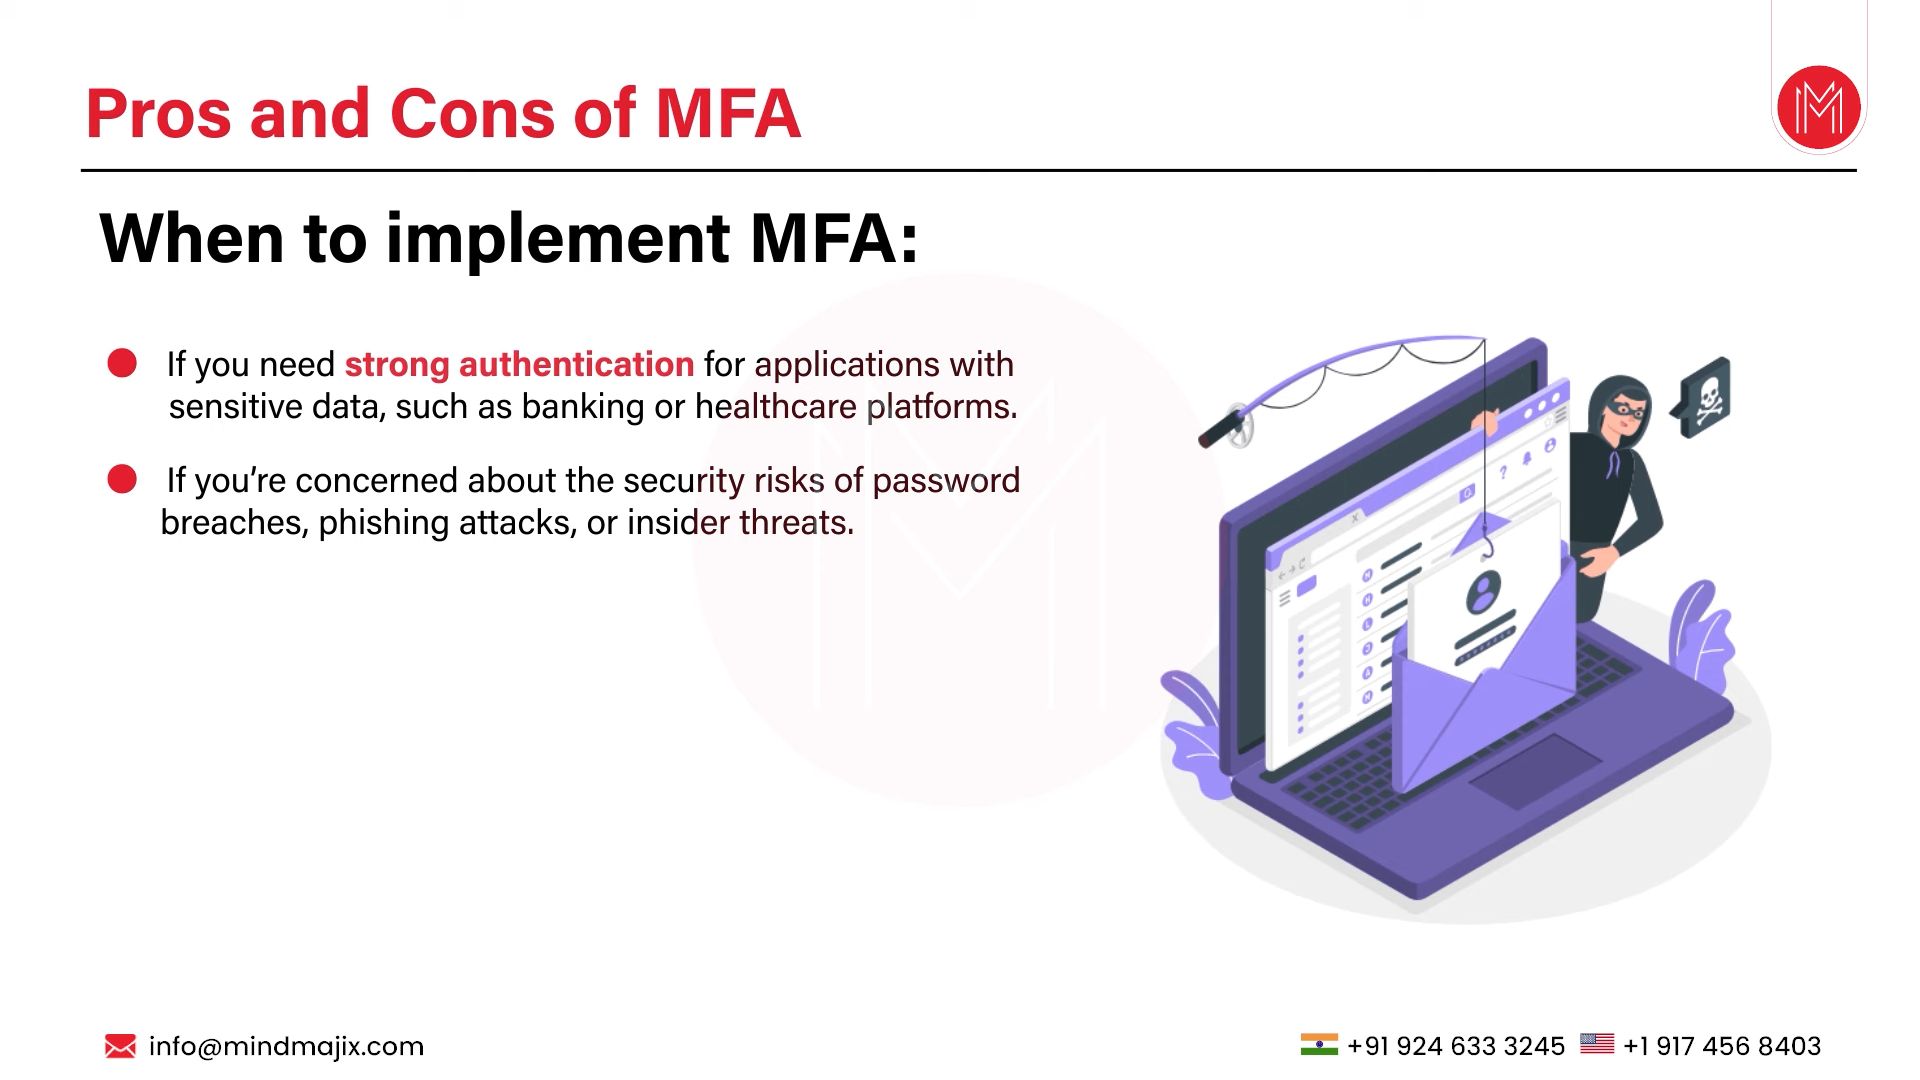 Pros and Cons of MFA
When to implement MFA:
If you need strong authentication for applications with
sensitive data, such as banking or healthcare platforms.
If you’re concerned about the security risks of password
breaches, phishing attacks, or insider threats.
info@mindmajix.com
+91 924 633 3245
+1 917 456 8403